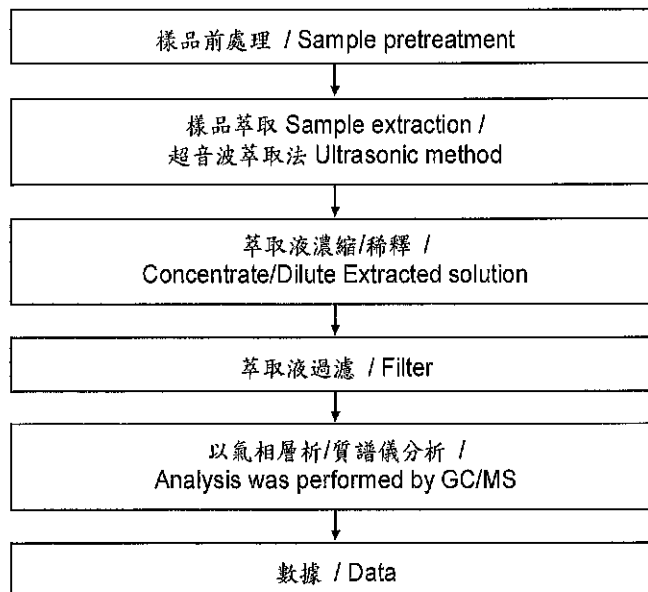 樣品前處理 / Sample pretreatment
樣品萃取 Sample extraction /
超音波萃取法 Ultrasonic method
萃取液濃縮/稀釋 /
Concentrate/Dilute Extracted solution
萃取液過濾 / Filter
以氣相層析/質譜儀分析 /
Analysis was performed by GC/MS
數據 / Data